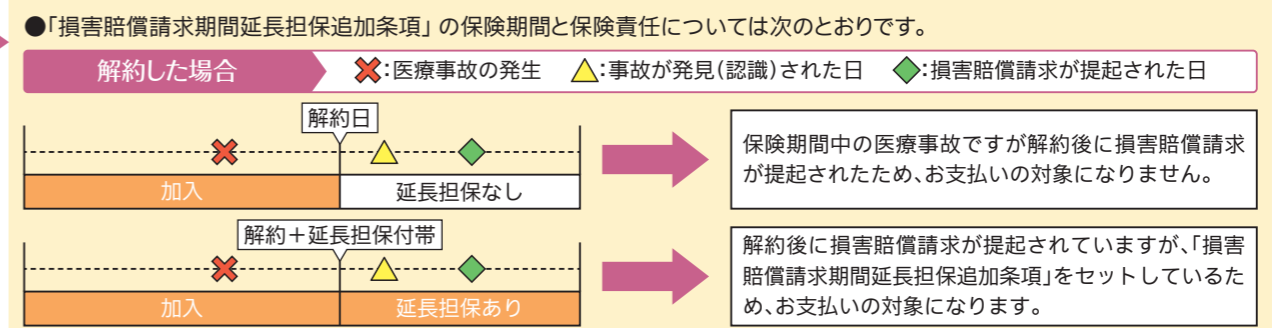 ●「損害賠償請求期間延長担保追加条項」の保険期間と保険責任については次のとおりです。
解約した場合 ✖:医療事故の発生 △:事故が発見(認識)された日 ◆:損害賠償請求が提起された日
解約日
加入 延長担保なし
保険期間中の医療事故ですが解約後に損害賠償請求
が提起されたため、お支払いの対象になりません。
解約＋延長担保付帯
加入 延長担保あり
解約後に損害賠償請求が提起されていますが、「損害
賠償請求期間延長担保追加条項」をセットしているた
め、お支払いの対象になります。